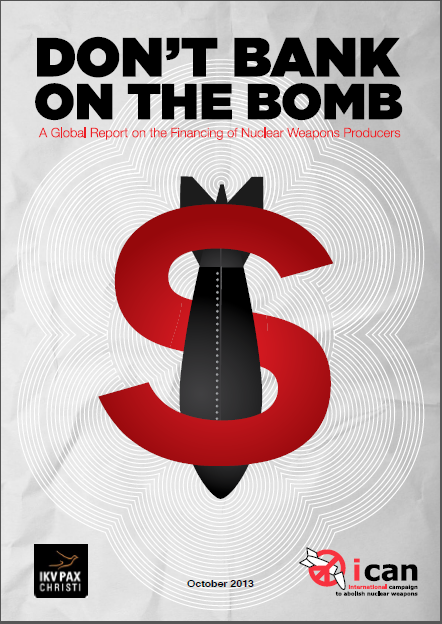 DON'T BANK
ON THE BOMB
A Global Report on the Financing of Nuclear Weapons Producers
S
IKV PAX
CHRISTI
October 2013
ican
international campaign
to abolish nuclear weapons